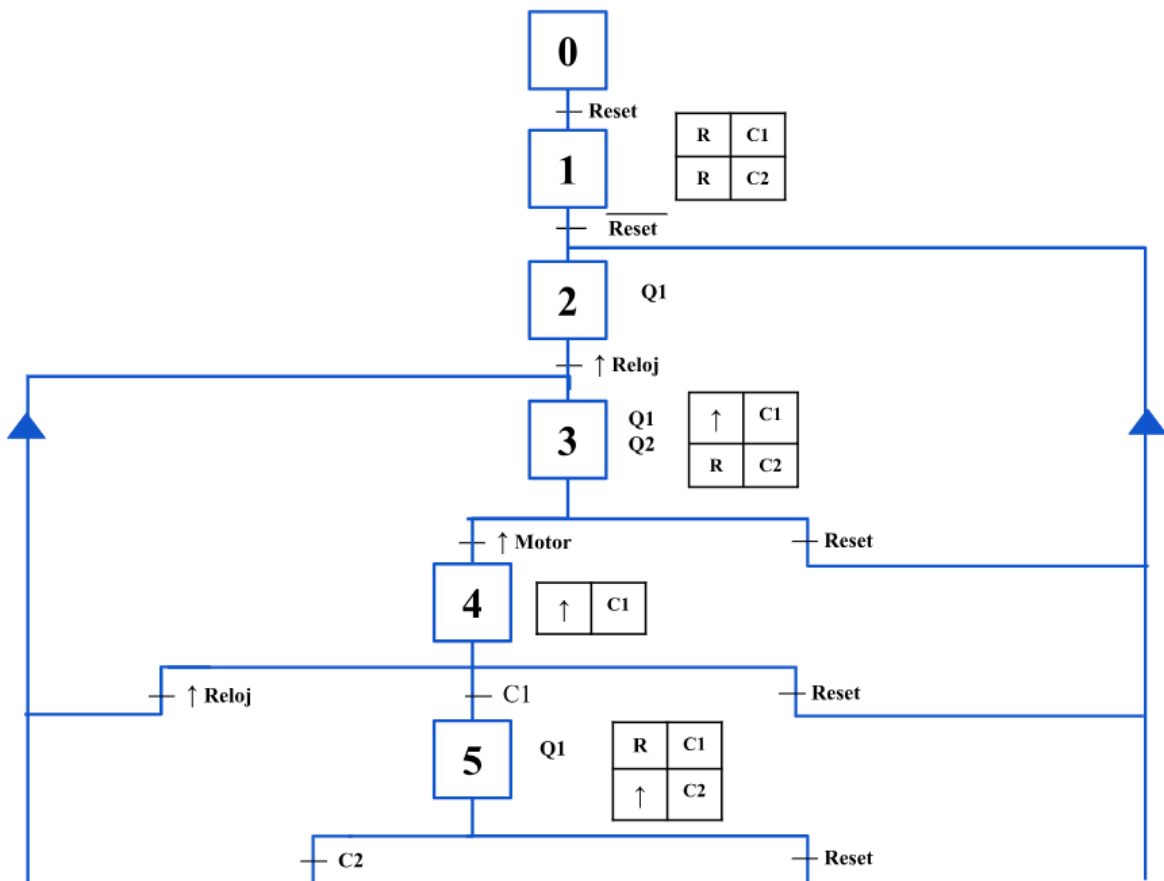 0
Reset
1
R C1
R C2
Reset
2
Q1
↑ Reloj
3
Q1
Q2
↑ C1
R C2
↑ Motor
Reset
4
↑ C1
↑ Reloj
C1
Reset
5
Q1
R C1
↑ C2
C2
Reset